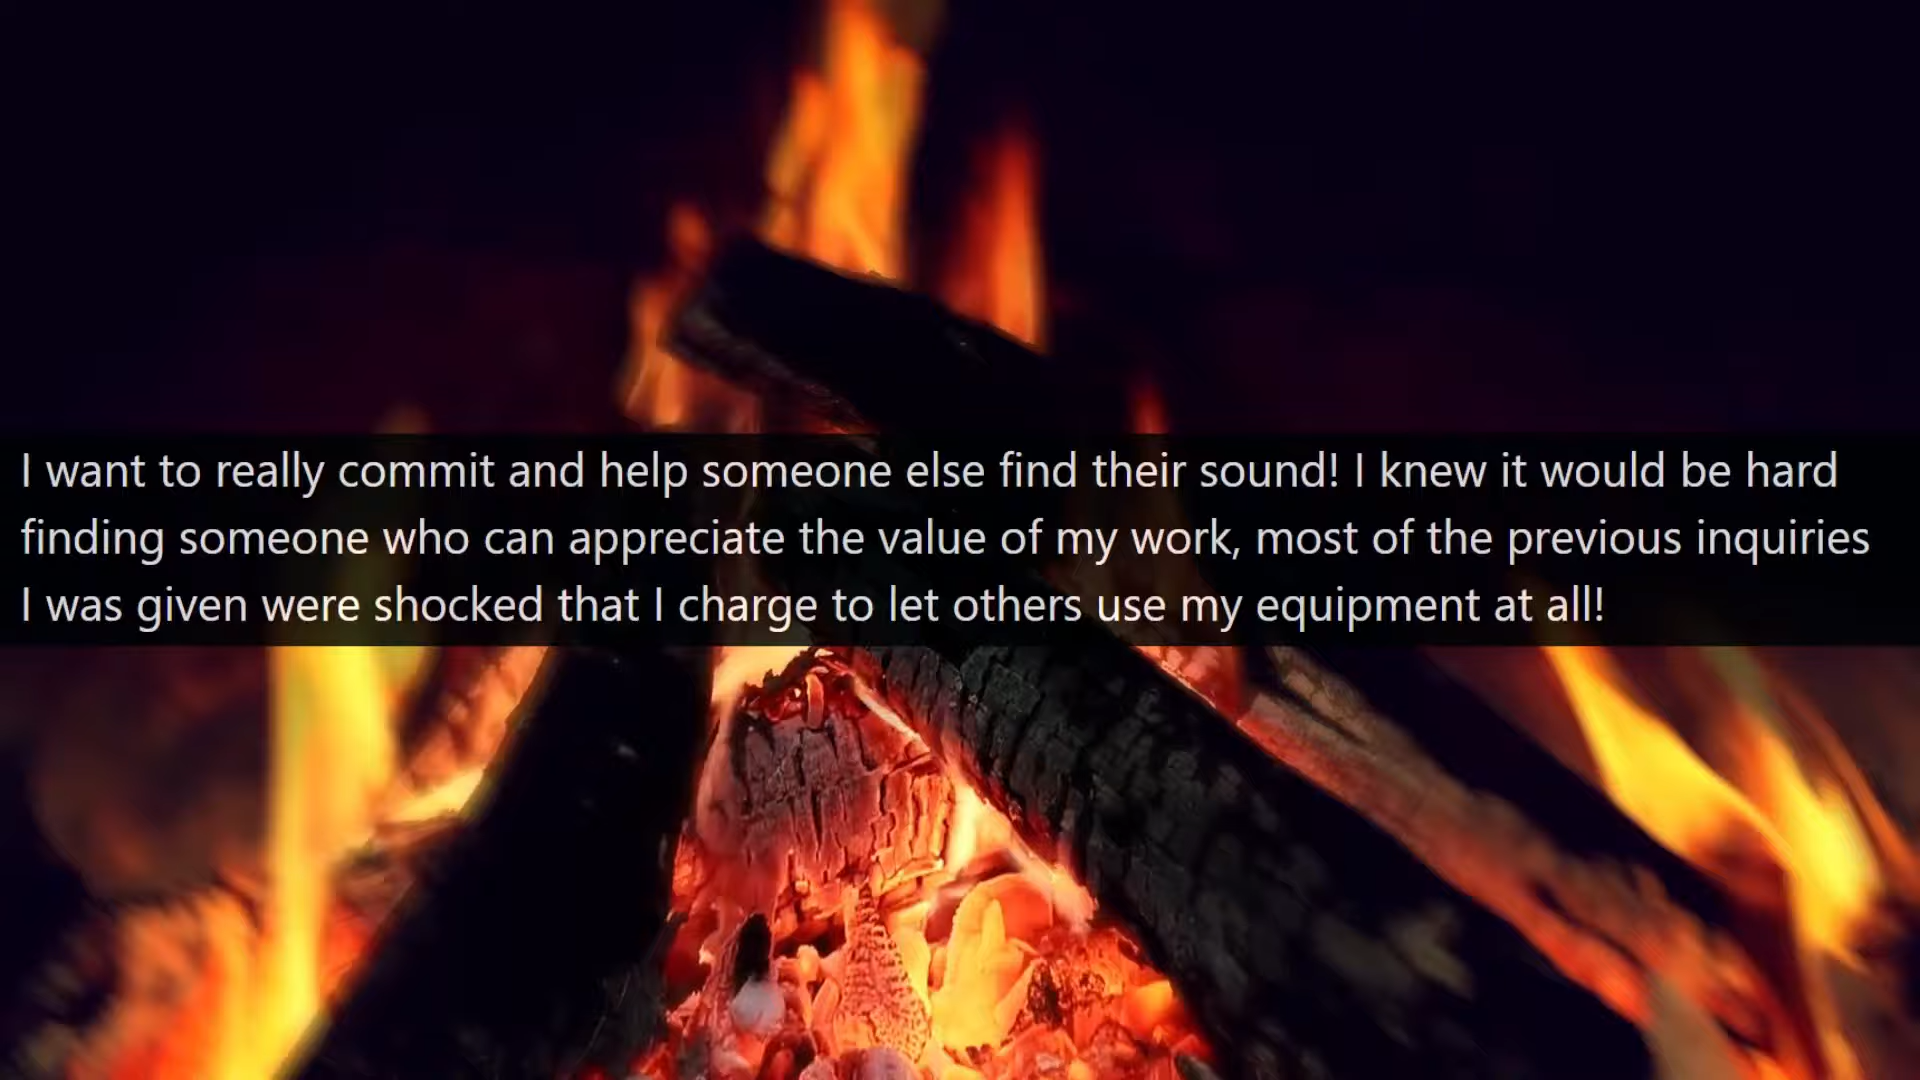 I want to really commit and help someone else find their sound! I knew it would be hard
finding someone who can appreciate the value of my work, most of the previous inquiries
I was given were shocked that I charge to let others use my equipment at all!